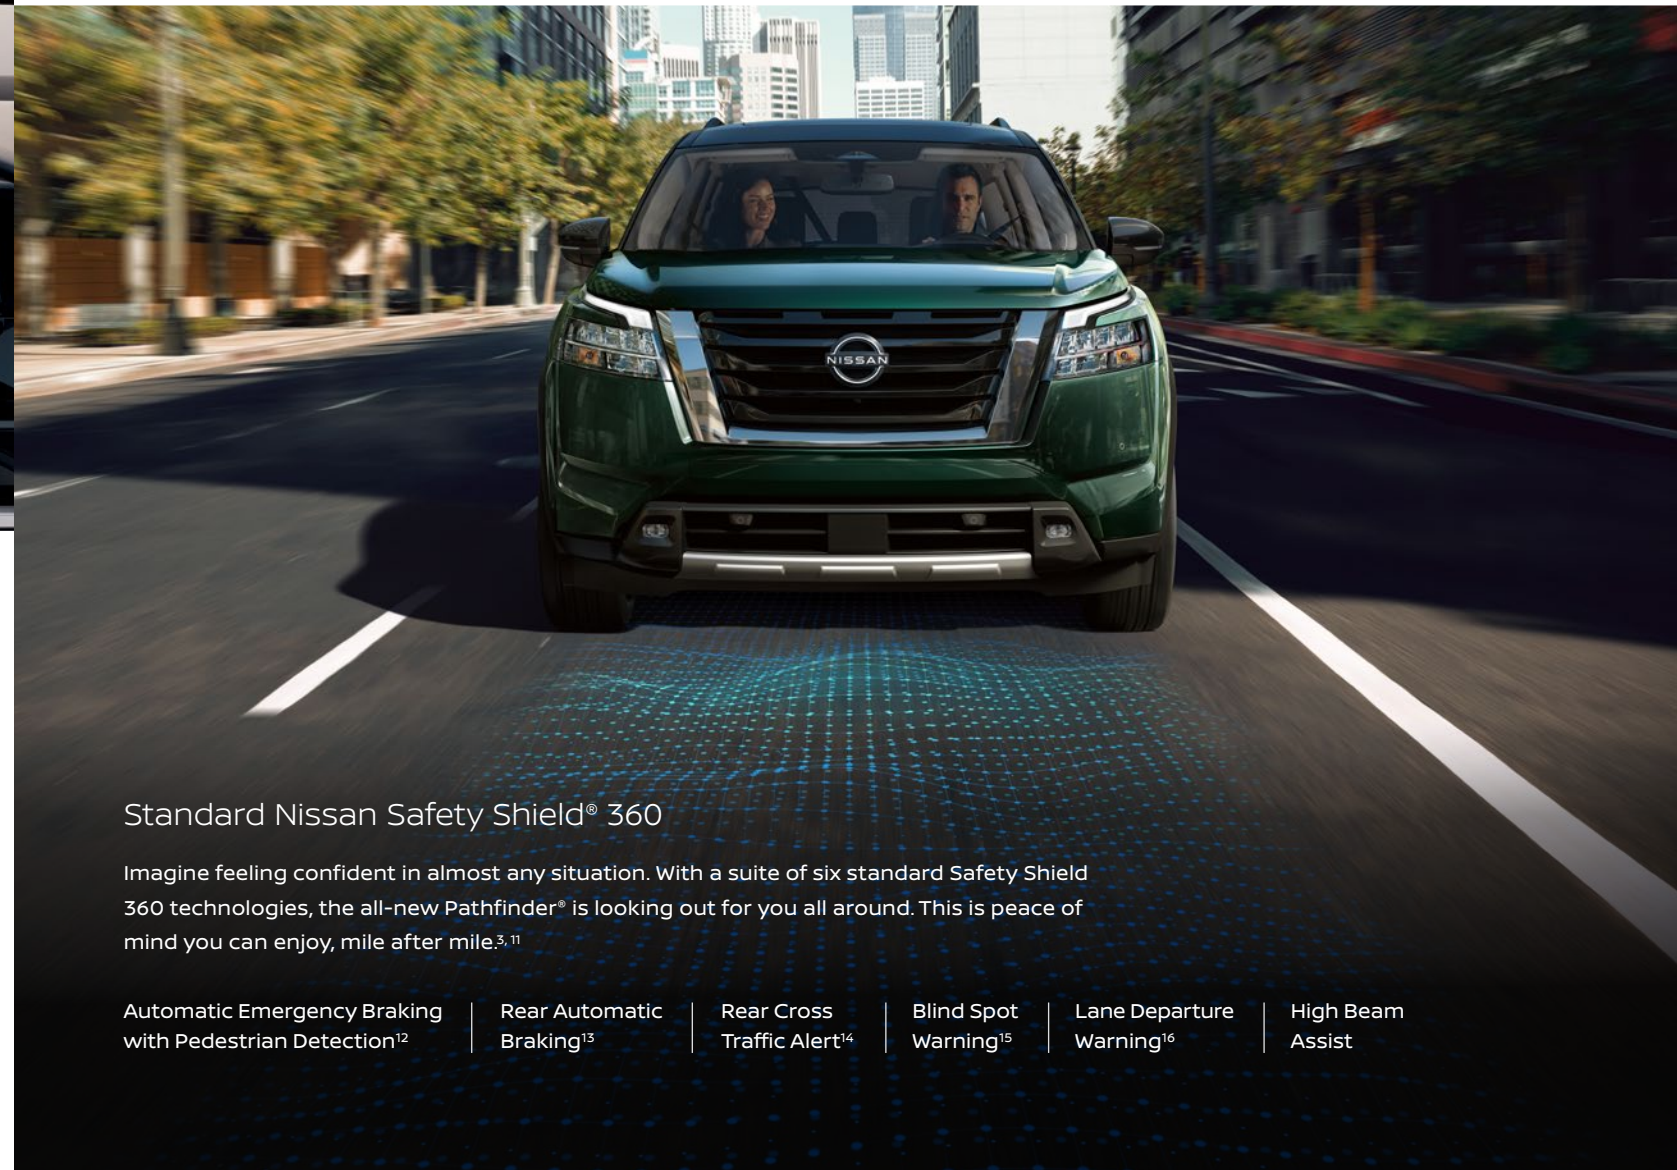 NISSAN
Standard Nissan Safety Shield® 360
Imagine feeling confident in almost any situation. With a suite of six standard Safety Shield
360 technologies, the all-new Pathfinder® is looking out for you all around. This is peace of
mind you can enjoy, mile after mile.3, 11
Automatic Emergency Braking
with Pedestrian Detection12
Rear Automatic
Braking13
Rear Cross
Traffic Alert14
Blind Spot
Warning15
Lane Departure
Warning16
High Beam
Assist